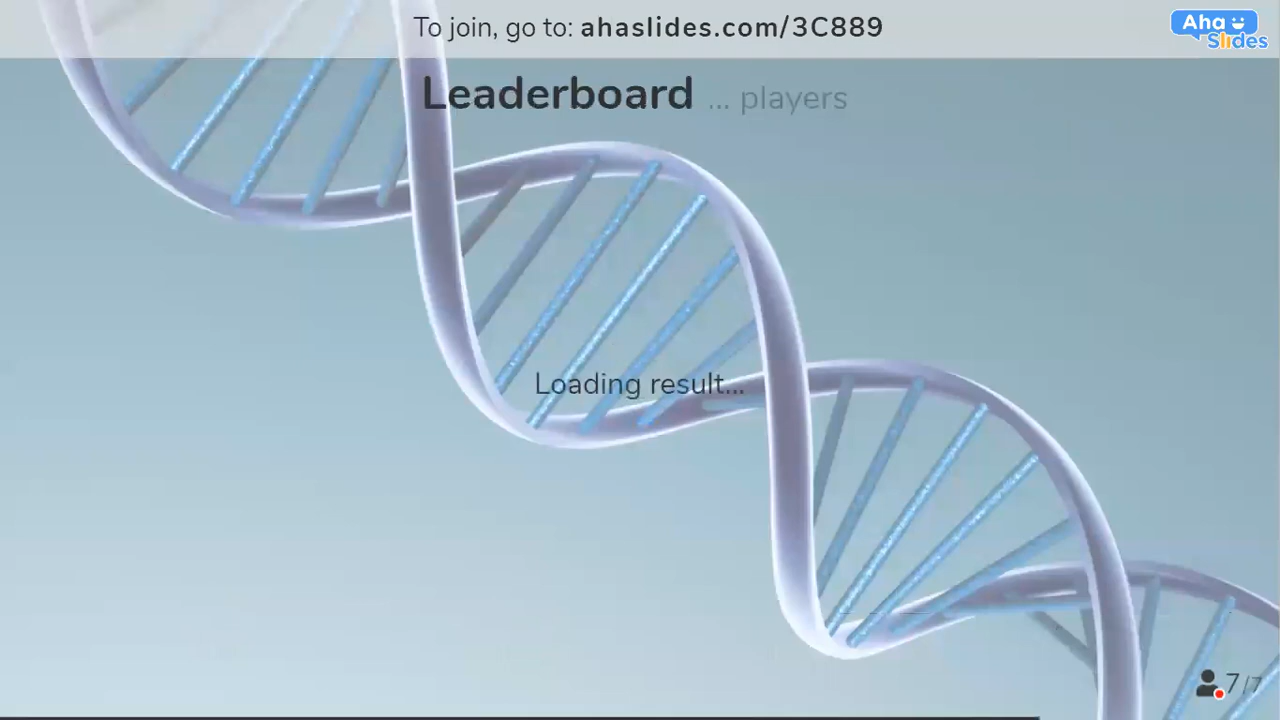 To join, go to: ahaslides.com/3C889
Aha
Slides
Leaderboard ... players
Loading result...
7/7